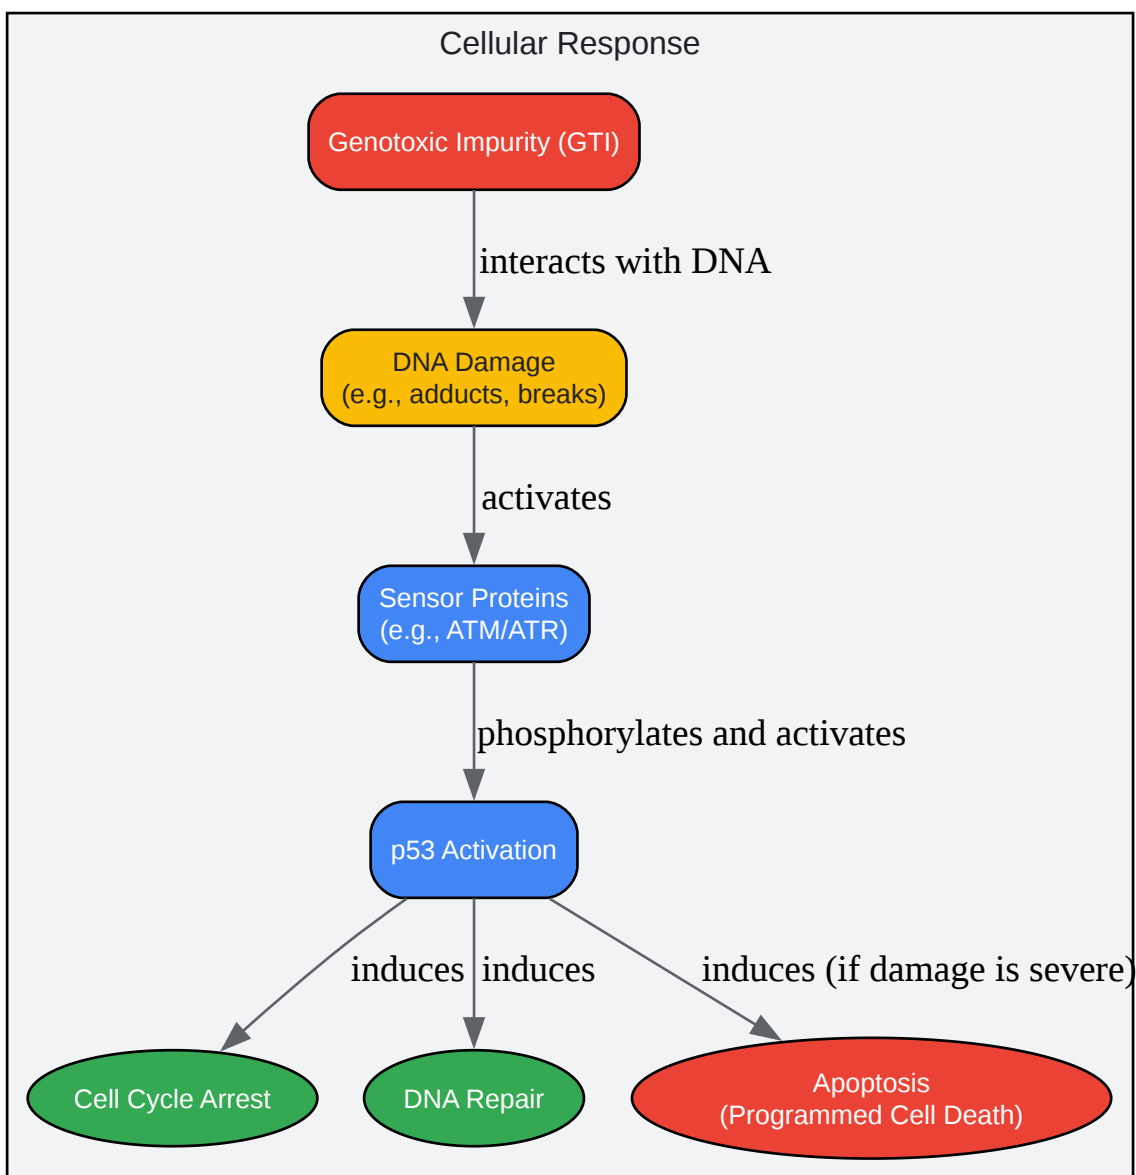 Cellular Response
Genotoxic Impurity (GTI)
interacts with DNA
DNA Damage
(e.g., adducts, breaks)
activates
Sensor Proteins
(e.g., ATM/ATR)
phosphorylates and activates
p53 Activation
induces
induces
induces (if damage is severe)
Cell Cycle Arrest
DNA Repair
Apoptosis
(Programmed Cell Death)